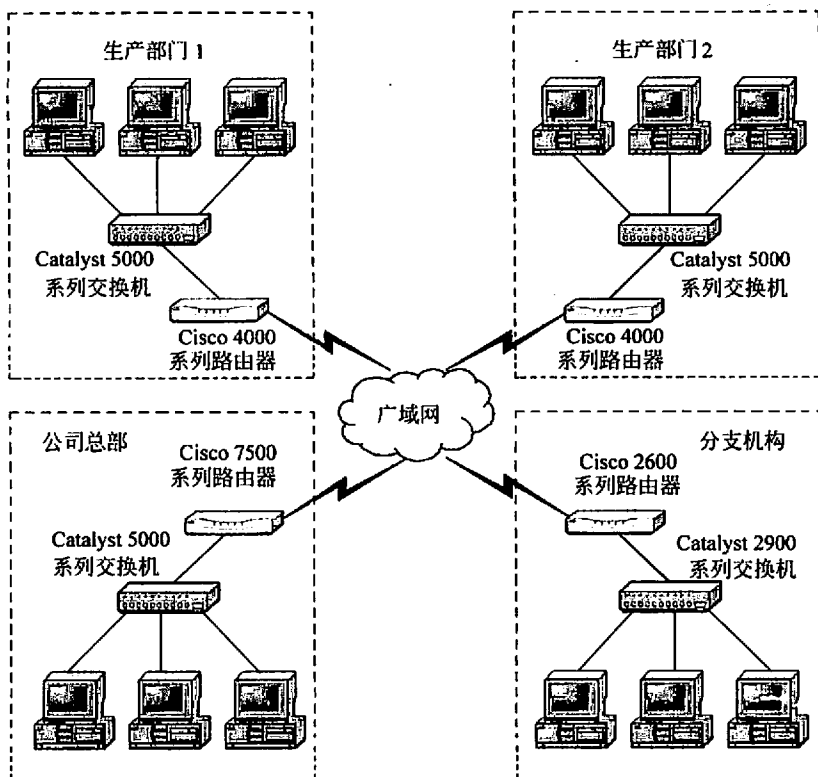 生产部门 1
Catalyst 5000
系列交换机
Cisco 4000
系列路由器
生产部门 2
Catalyst 5000
系列交换机
Cisco 4000
系列路由器
广域网
公司总部
Cisco 7500
系列路由器
Catalyst 5000
系列交换机
分支机构
Cisco 2600
系列路由器
Catalyst 2900
系列交换机